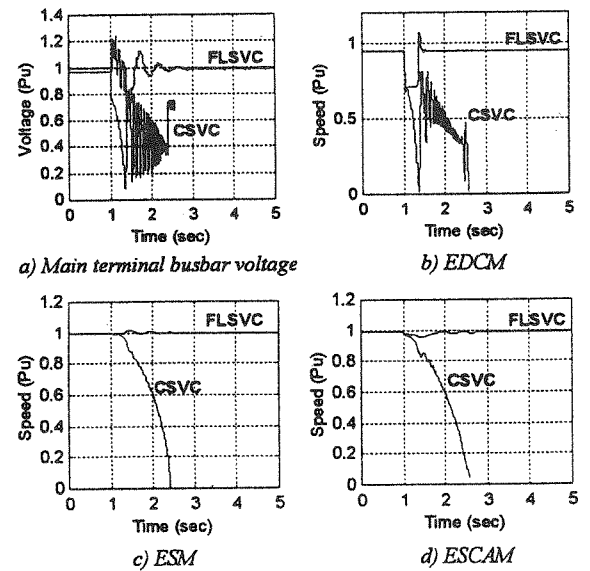 1.4
1.2
1
0.8
0.6
0.4
0.2
0
Voltage (Pu)
FLSVC
CSVC
0 1 2 3 4 5
Time (sec)
a) Main terminal busbar voltage
1
0.5
0
Speed (Pu)
FLSVC
CSVC
0 1 2 3 4 5
Time (sec)
b) EDCM
1.2
1
0.8
0.6
0.4
0.2
0
Speed (Pu)
FLSVC
CSVC
0 1 2 3 4 5
Time (sec)
c) ESM
1.2
1
0.8
0.6
0.4
0.2
0
Speed (Pu)
FLSVC
CSVC
0 1 2 3 4 5
Time (sec)
d) ESCAM